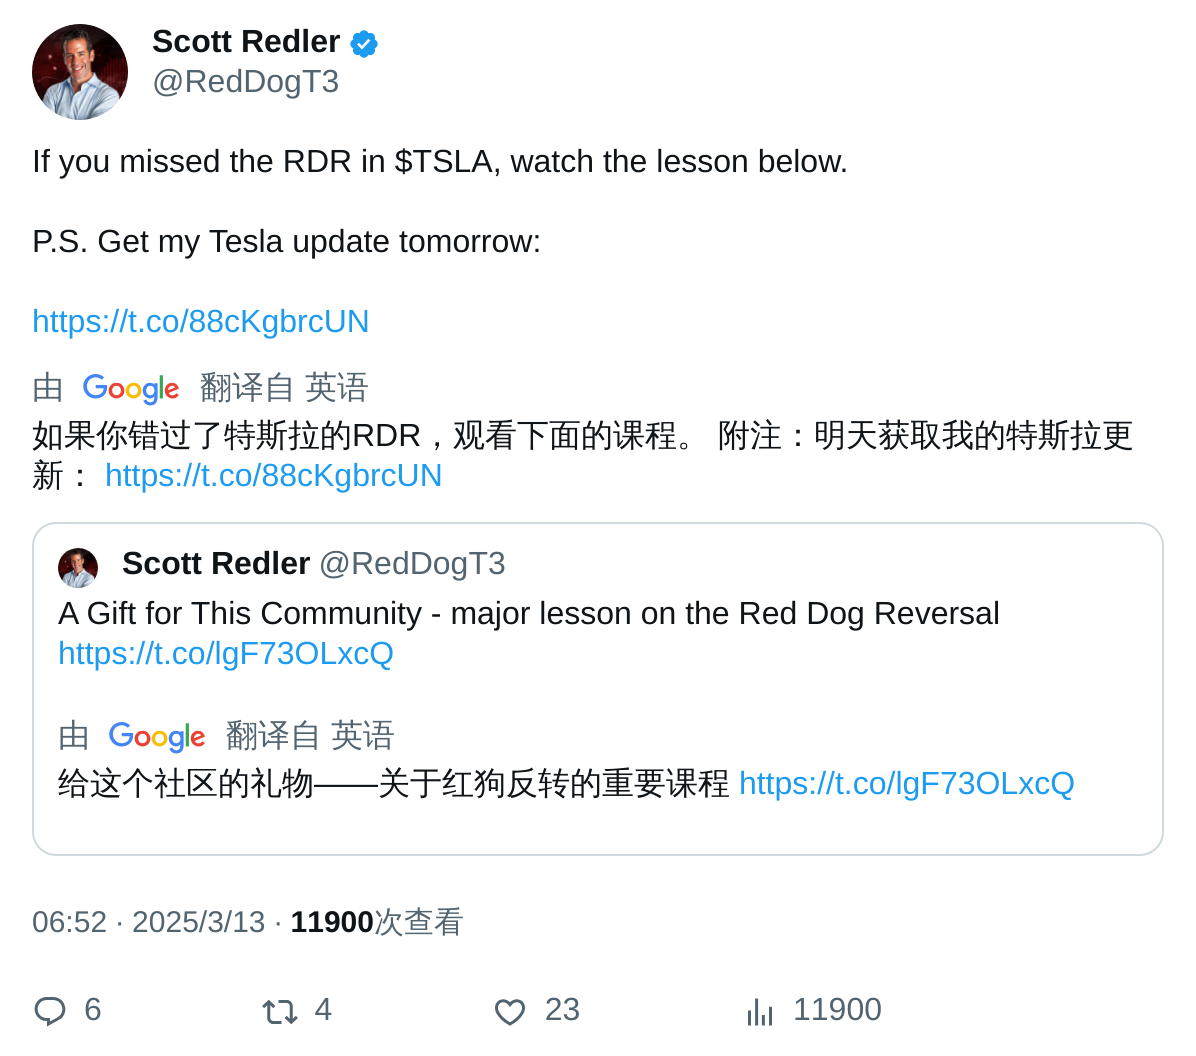 Scott Redler
@RedDogT3
If you missed the RDR in $TSLA, watch the lesson below.
P.S. Get my Tesla update tomorrow:
https://t.co/88cKgbrcUN
由 Google 翻译自 英语
如果你错过了特斯拉的RDR，观看下面的课程。 附注：明天获取我的特斯拉更
新： https://t.co/88cKgbrcUN
Scott Redler @RedDogT3
A Gift for This Community - major lesson on the Red Dog Reversal
https://t.co/lgF73OLxcQ
由 Google 翻译自 英语
给这个社区的礼物——关于红狗反转的重要课程 https://t.co/lgF73OLxcQ
06:52 · 2025/3/13 · 11900次查看
6 4 23 11900